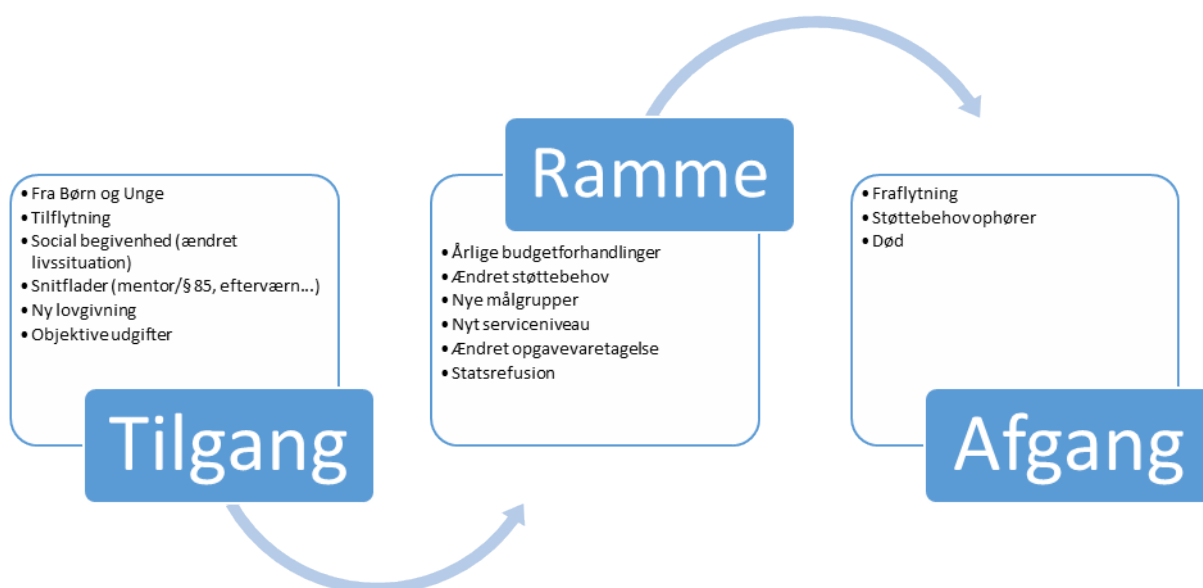 • Fra Børn og Unge
• Tilflytning
• Social begivenhed (ændret
livssituation)
• Snitflader (mentor/§ 85, efterværn...)
• Ny lovgivning
• Objektive udgifter
Tilgang
Ramme
• Årlige budgetforhandlinger
• Ændret støttebehov
• Nye målgrupper
• Nyt serviceniveau
• Ændret opgavevaretagelse
• Statsrefusion
• Fraflytning
• Støttebehov ophører
• Død
Afgang